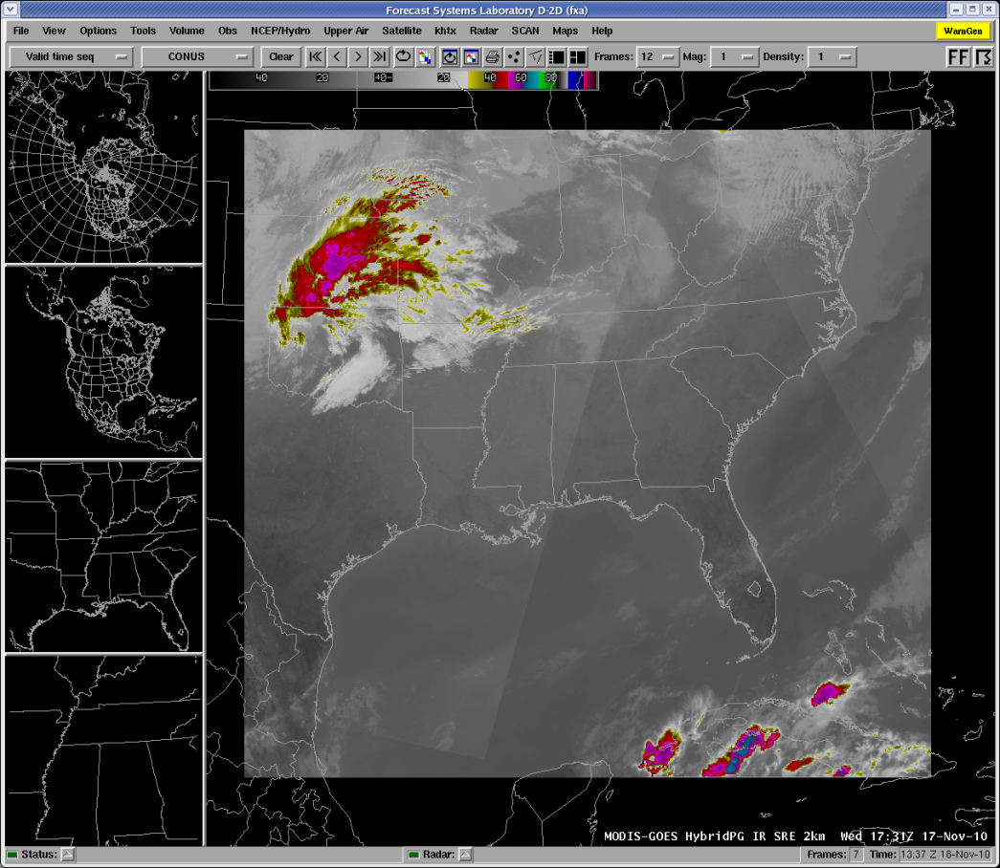 Forecast Systems Laboratory D-2D (fxa)
File View Options Tools Volume Obs NCEP/Hydro Upper Air Satellite khtx Radar SCAN Maps Help WarnGen
Valid time seq CONUS Clear Frames: 12 Mag: 1 Density: 1 FF
40 20 +0- 20 40 60 80
MODIS-GOES HybridPG IR SRE 2km Wed 17:31Z 17-Nov-10
Status: Radar: Frames: 7 Time: 13:37 Z 18-Nov-10